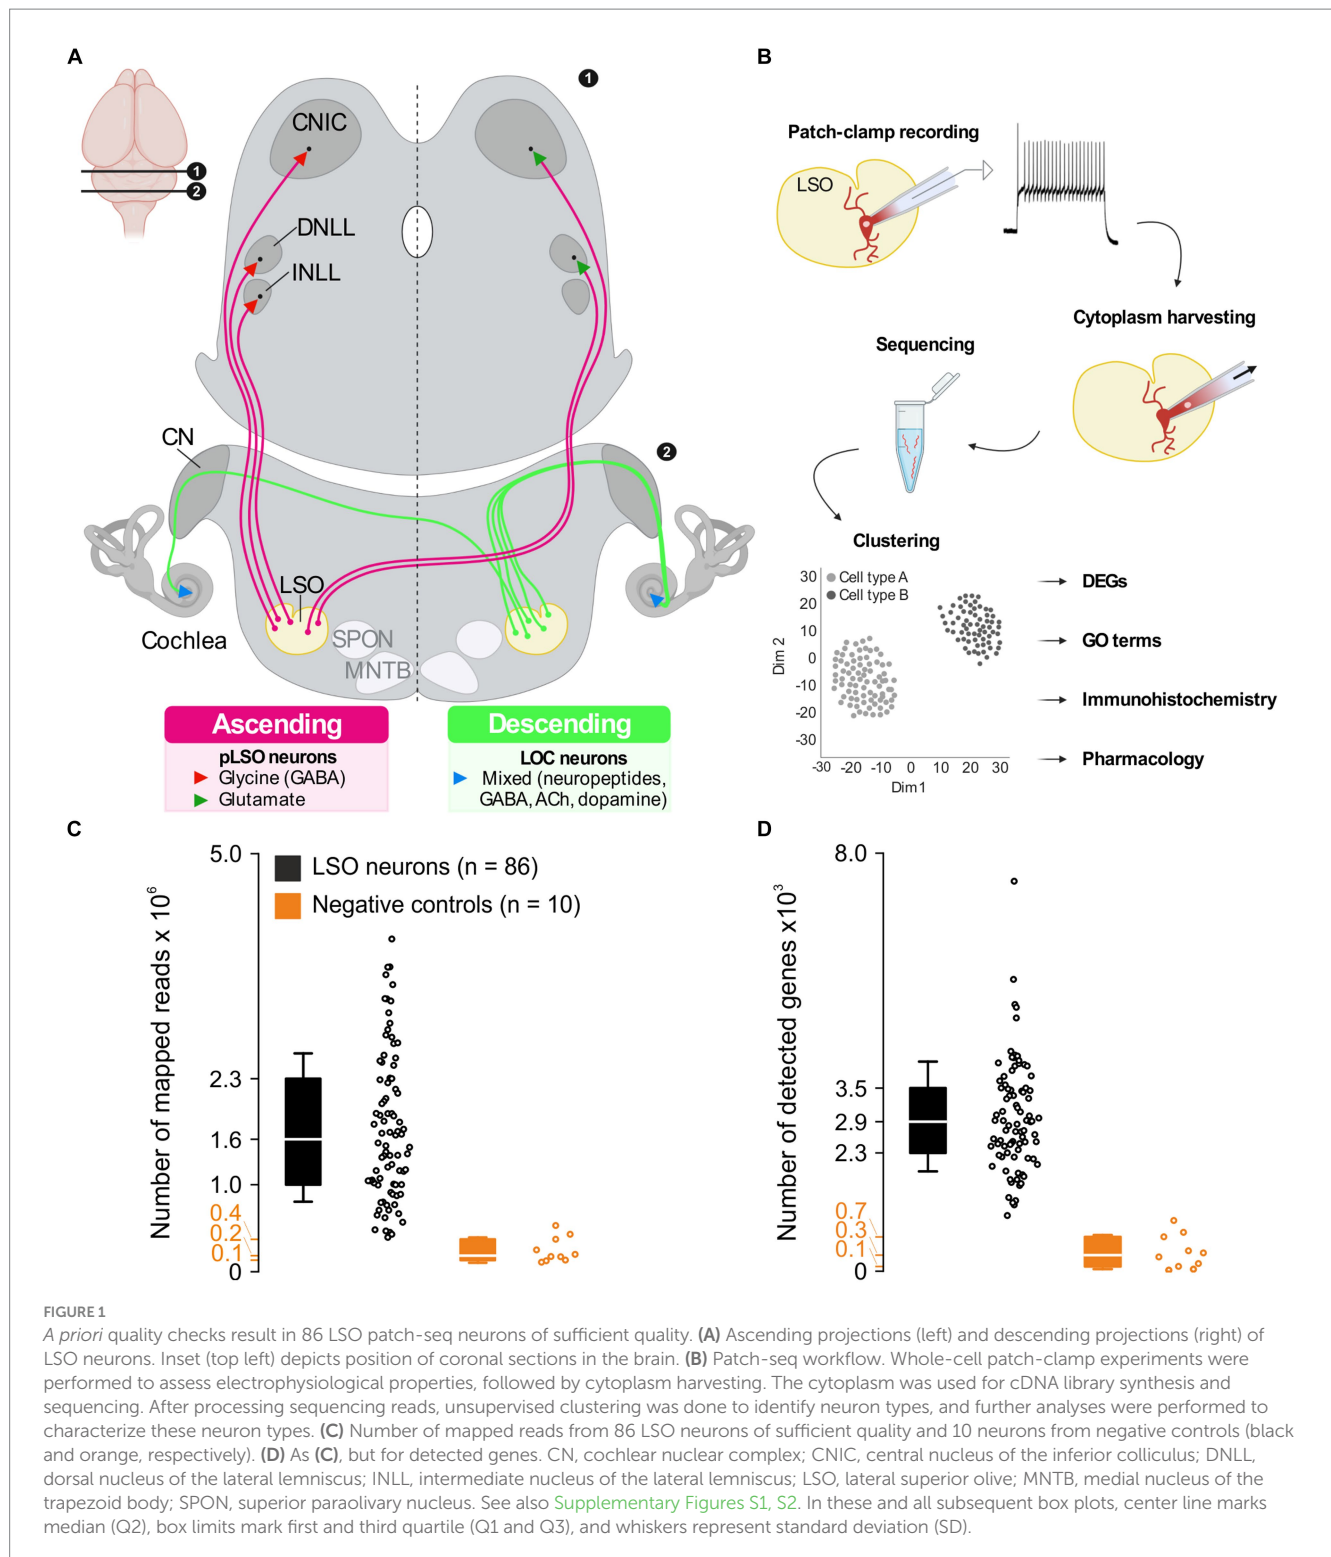 A
1
2
1
CNIC
DNLL
INLL
CN
2
LSO
Cochlea
SPON
MNTB
Ascending
pLSO neurons
Glycine (GABA)
Glutamate
Descending
LOC neurons
Mixed (neuropeptides,
GABA, ACh, dopamine)
B
Patch-clamp recording
LSO
Cytoplasm harvesting
Sequencing
Clustering
Cell type A
Cell type B
30
20
10
0
-10
-20
-30
Dim 2
-30 -20 -10 0 10 20 30
Dim1
DEGs
GO terms
Immunohistochemistry
Pharmacology
C
Number of mapped reads x 10⁶
5.0
2.3
1.6
1.0
0.4
0.2
0.1
0
LSO neurons (n = 86)
Negative controls (n = 10)
D
Number of detected genes x10³
8.0
3.5
2.9
2.3
0.7
0.3
0.1
0
FIGURE 1
A priori quality checks result in 86 LSO patch-seq neurons of sufficient quality. (A) Ascending projections (left) and descending projections (right) of
LSO neurons. Inset (top left) depicts position of coronal sections in the brain. (B) Patch-seq workflow. Whole-cell patch-clamp experiments were
performed to assess electrophysiological properties, followed by cytoplasm harvesting. The cytoplasm was used for cDNA library synthesis and
sequencing. After processing sequencing reads, unsupervised clustering was done to identify neuron types, and further analyses were performed to
characterize these neuron types. (C) Number of mapped reads from 86 LSO neurons of sufficient quality and 10 neurons from negative controls (black
and orange, respectively). (D) As (C), but for detected genes. CN, cochlear nuclear complex; CNIC, central nucleus of the inferior colliculus; DNLL,
dorsal nucleus of the lateral lemniscus; INLL, intermediate nucleus of the lateral lemniscus; LSO, lateral superior olive; MNTB, medial nucleus of the
trapezoid body; SPON, superior paraolivary nucleus. See also Supplementary Figures S1, S2. In these and all subsequent box plots, center line marks
median (Q2), box limits mark first and third quartile (Q1 and Q3), and whiskers represent standard deviation (SD).